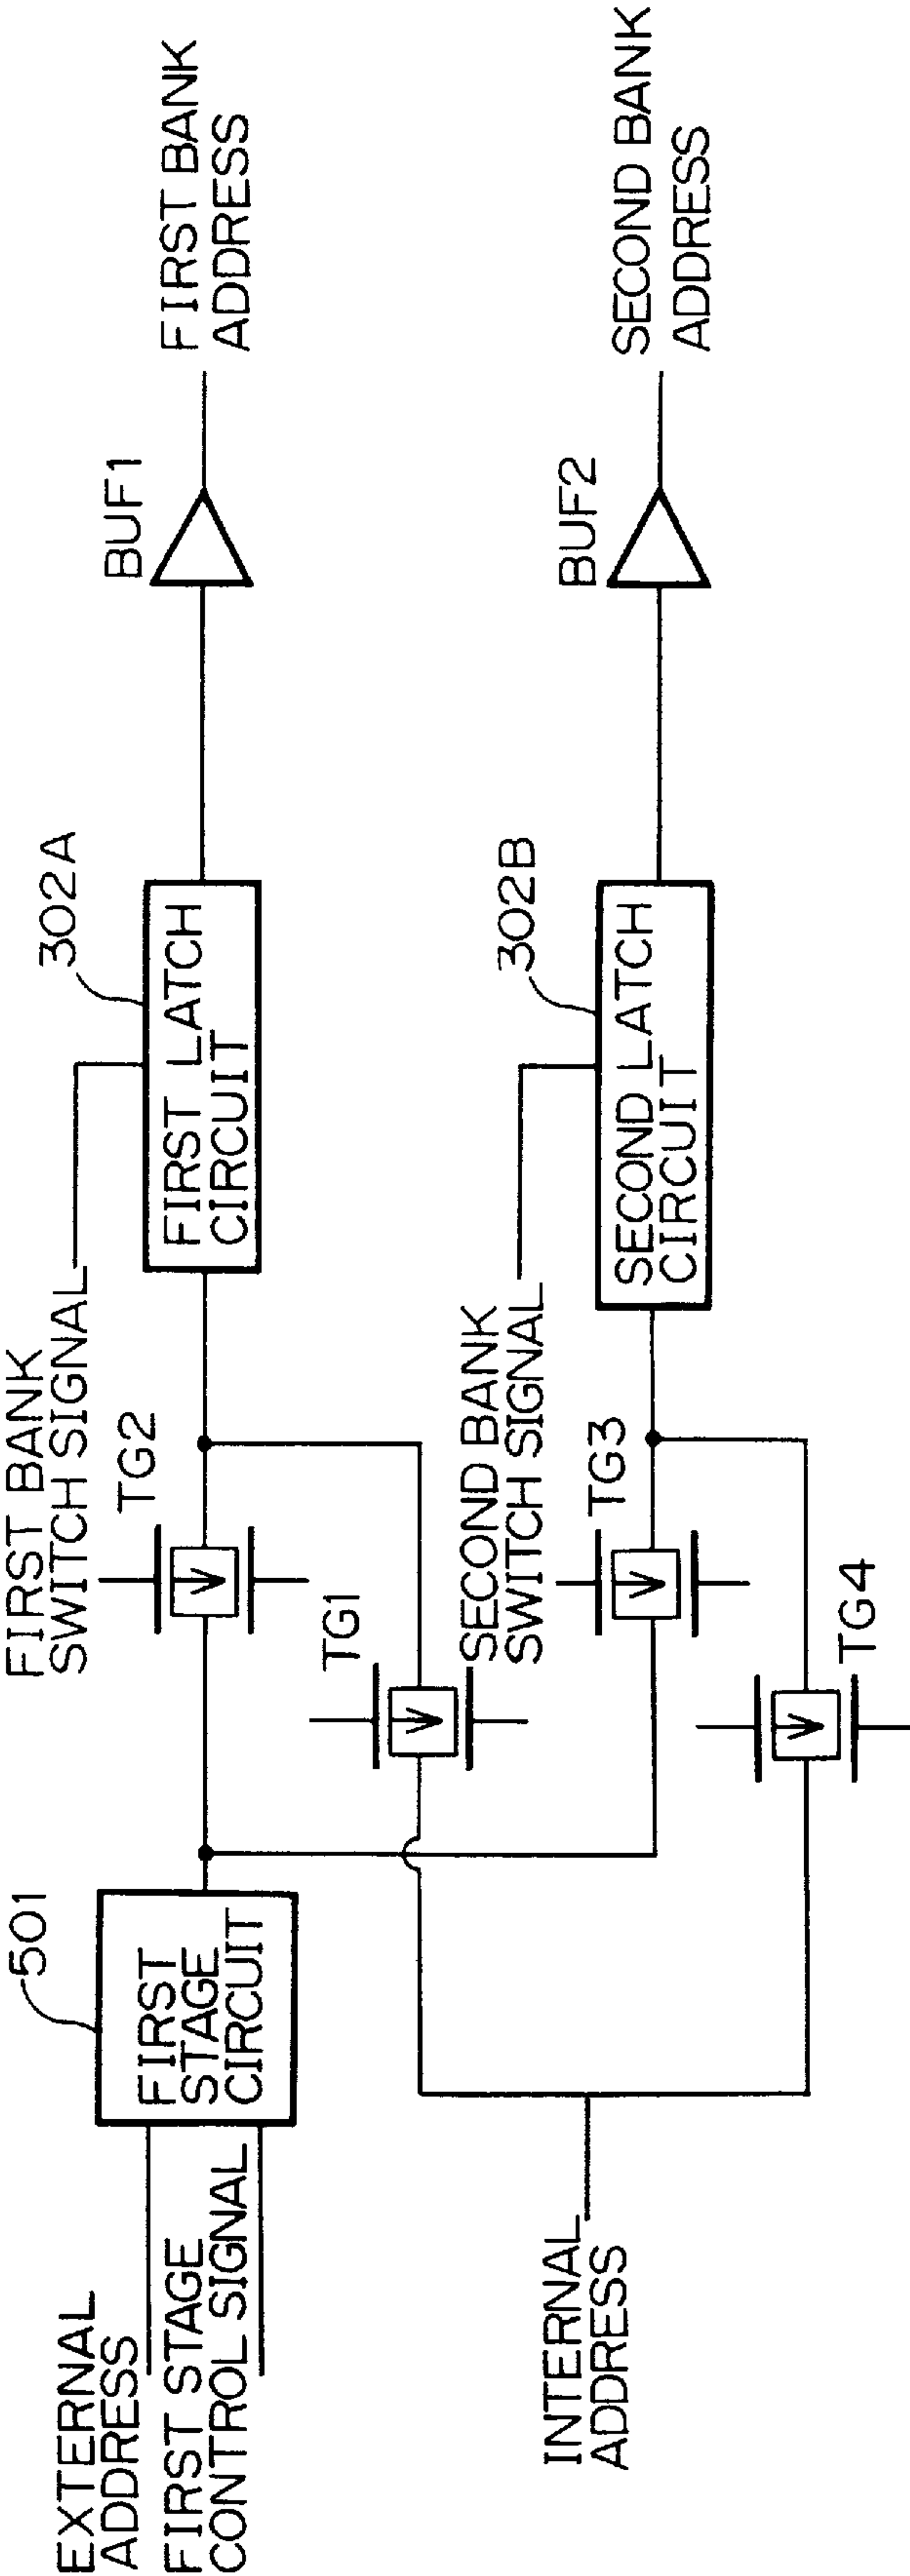 EXTERNAL
ADDRESS
FIRST STAGE
CONTROL SIGNAL
501
FIRST
STAGE
CIRCUIT
INTERNAL
ADDRESS
FIRST BANK
SWITCH SIGNAL
TG2
TG1
302A
FIRST LATCH
CIRCUIT
BUF1
FIRST BANK
ADDRESS
SECOND BANK
SWITCH SIGNAL
TG3
TG4
302B
SECOND LATCH
CIRCUIT
BUF2
SECOND BANK
ADDRESS